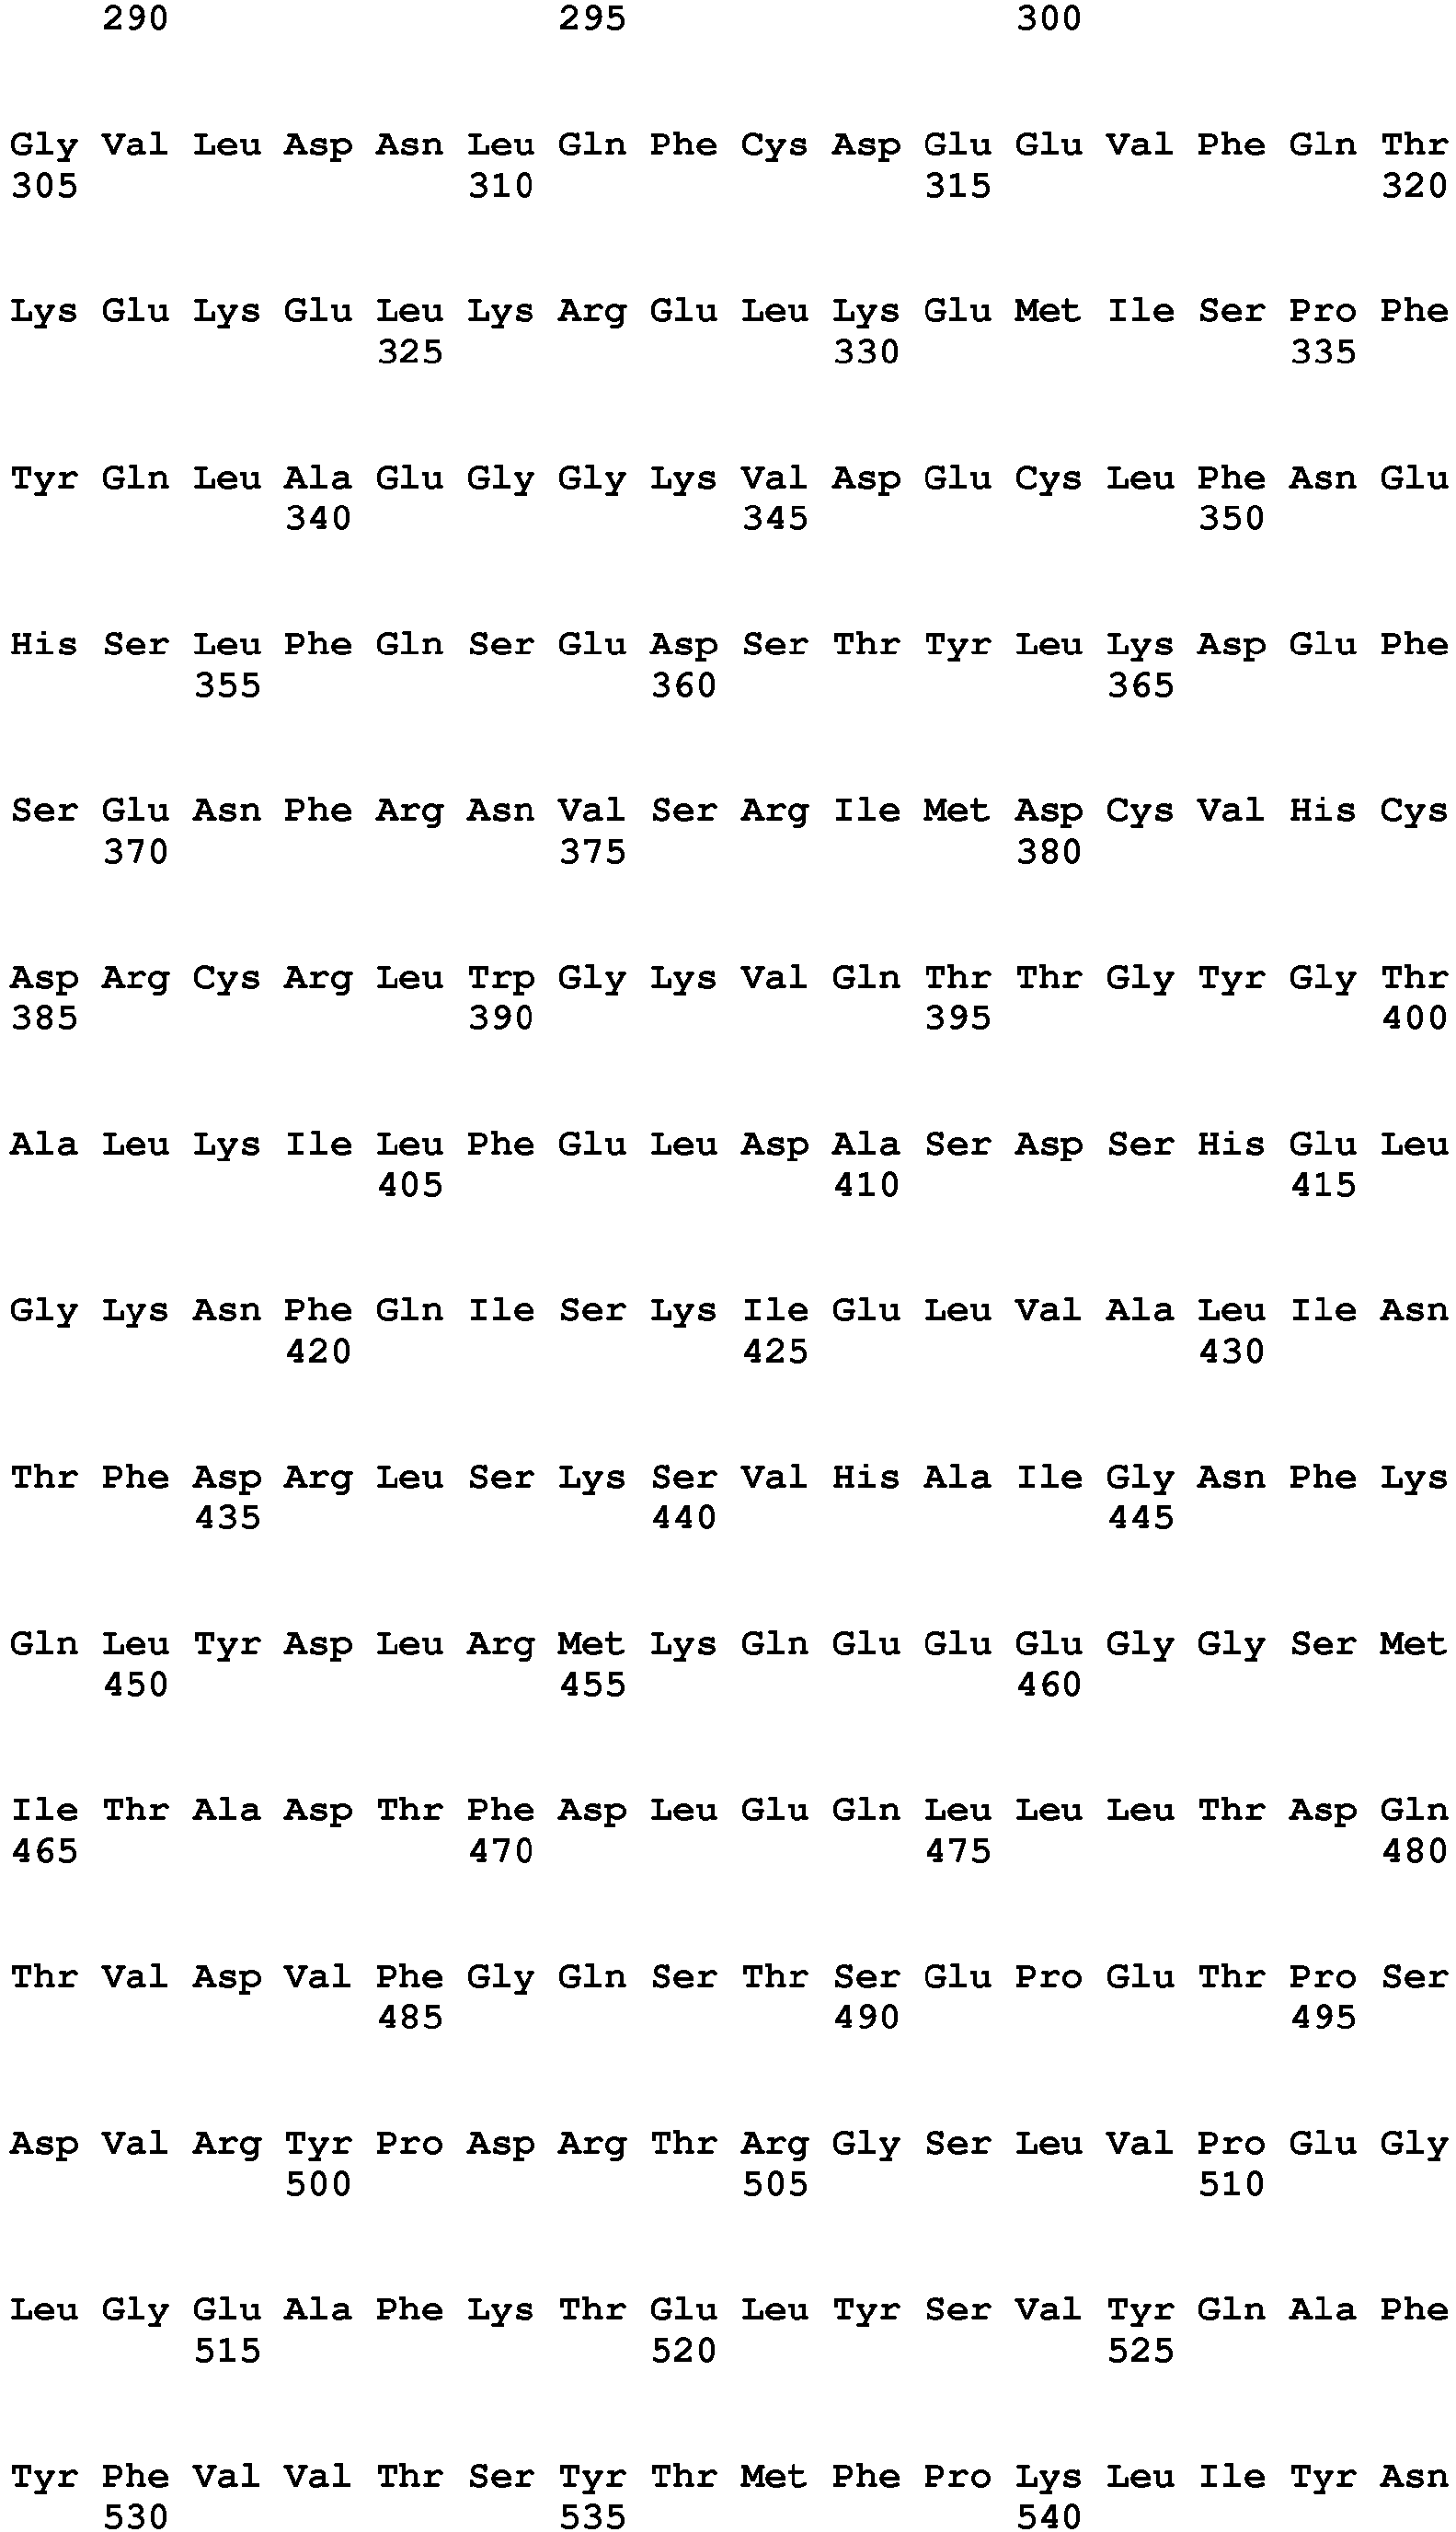 290 295 300
Gly Val Leu Asp Asn Leu Gln Phe Cys Asp Glu Glu Val Phe Gln Thr
305 310 315 320
Lys Glu Lys Glu Leu Lys Arg Glu Leu Lys Glu Met Ile Ser Pro Phe
325 330 335
Tyr Gln Leu Ala Glu Gly Gly Lys Val Asp Glu Cys Leu Phe Asn Glu
340 345 350
His Ser Leu Phe Gln Ser Glu Asp Ser Thr Tyr Leu Lys Asp Glu Phe
355 360 365
Ser Glu Asn Phe Arg Asn Val Ser Arg Ile Met Asp Cys Val His Cys
370 375 380
Asp Arg Cys Arg Leu Trp Gly Lys Val Gln Thr Thr Gly Tyr Gly Thr
385 390 395 400
Ala Leu Lys Ile Leu Phe Glu Leu Asp Ala Ser Asp Ser His Glu Leu
405 410 415
Gly Lys Asn Phe Gln Ile Ser Lys Ile Glu Leu Val Ala Leu Ile Asn
420 425 430
Thr Phe Asp Arg Leu Ser Lys Ser Val His Ala Ile Gly Asn Phe Lys
435 440 445
Gln Leu Tyr Asp Leu Arg Met Lys Gln Glu Glu Glu Gly Gly Ser Met
450 455 460
Ile Thr Ala Asp Thr Phe Asp Leu Glu Gln Leu Leu Leu Thr Asp Gln
465 470 475 480
Thr Val Asp Val Phe Gly Gln Ser Thr Ser Glu Pro Glu Thr Pro Ser
485 490 495
Asp Val Arg Tyr Pro Asp Arg Thr Arg Gly Ser Leu Val Pro Glu Gly
500 505 510
Leu Gly Glu Ala Phe Lys Thr Glu Leu Tyr Ser Val Tyr Gln Ala Phe
515 520 525
Tyr Phe Val Val Thr Ser Tyr Thr Met Phe Pro Lys Leu Ile Tyr Asn
530 535 540